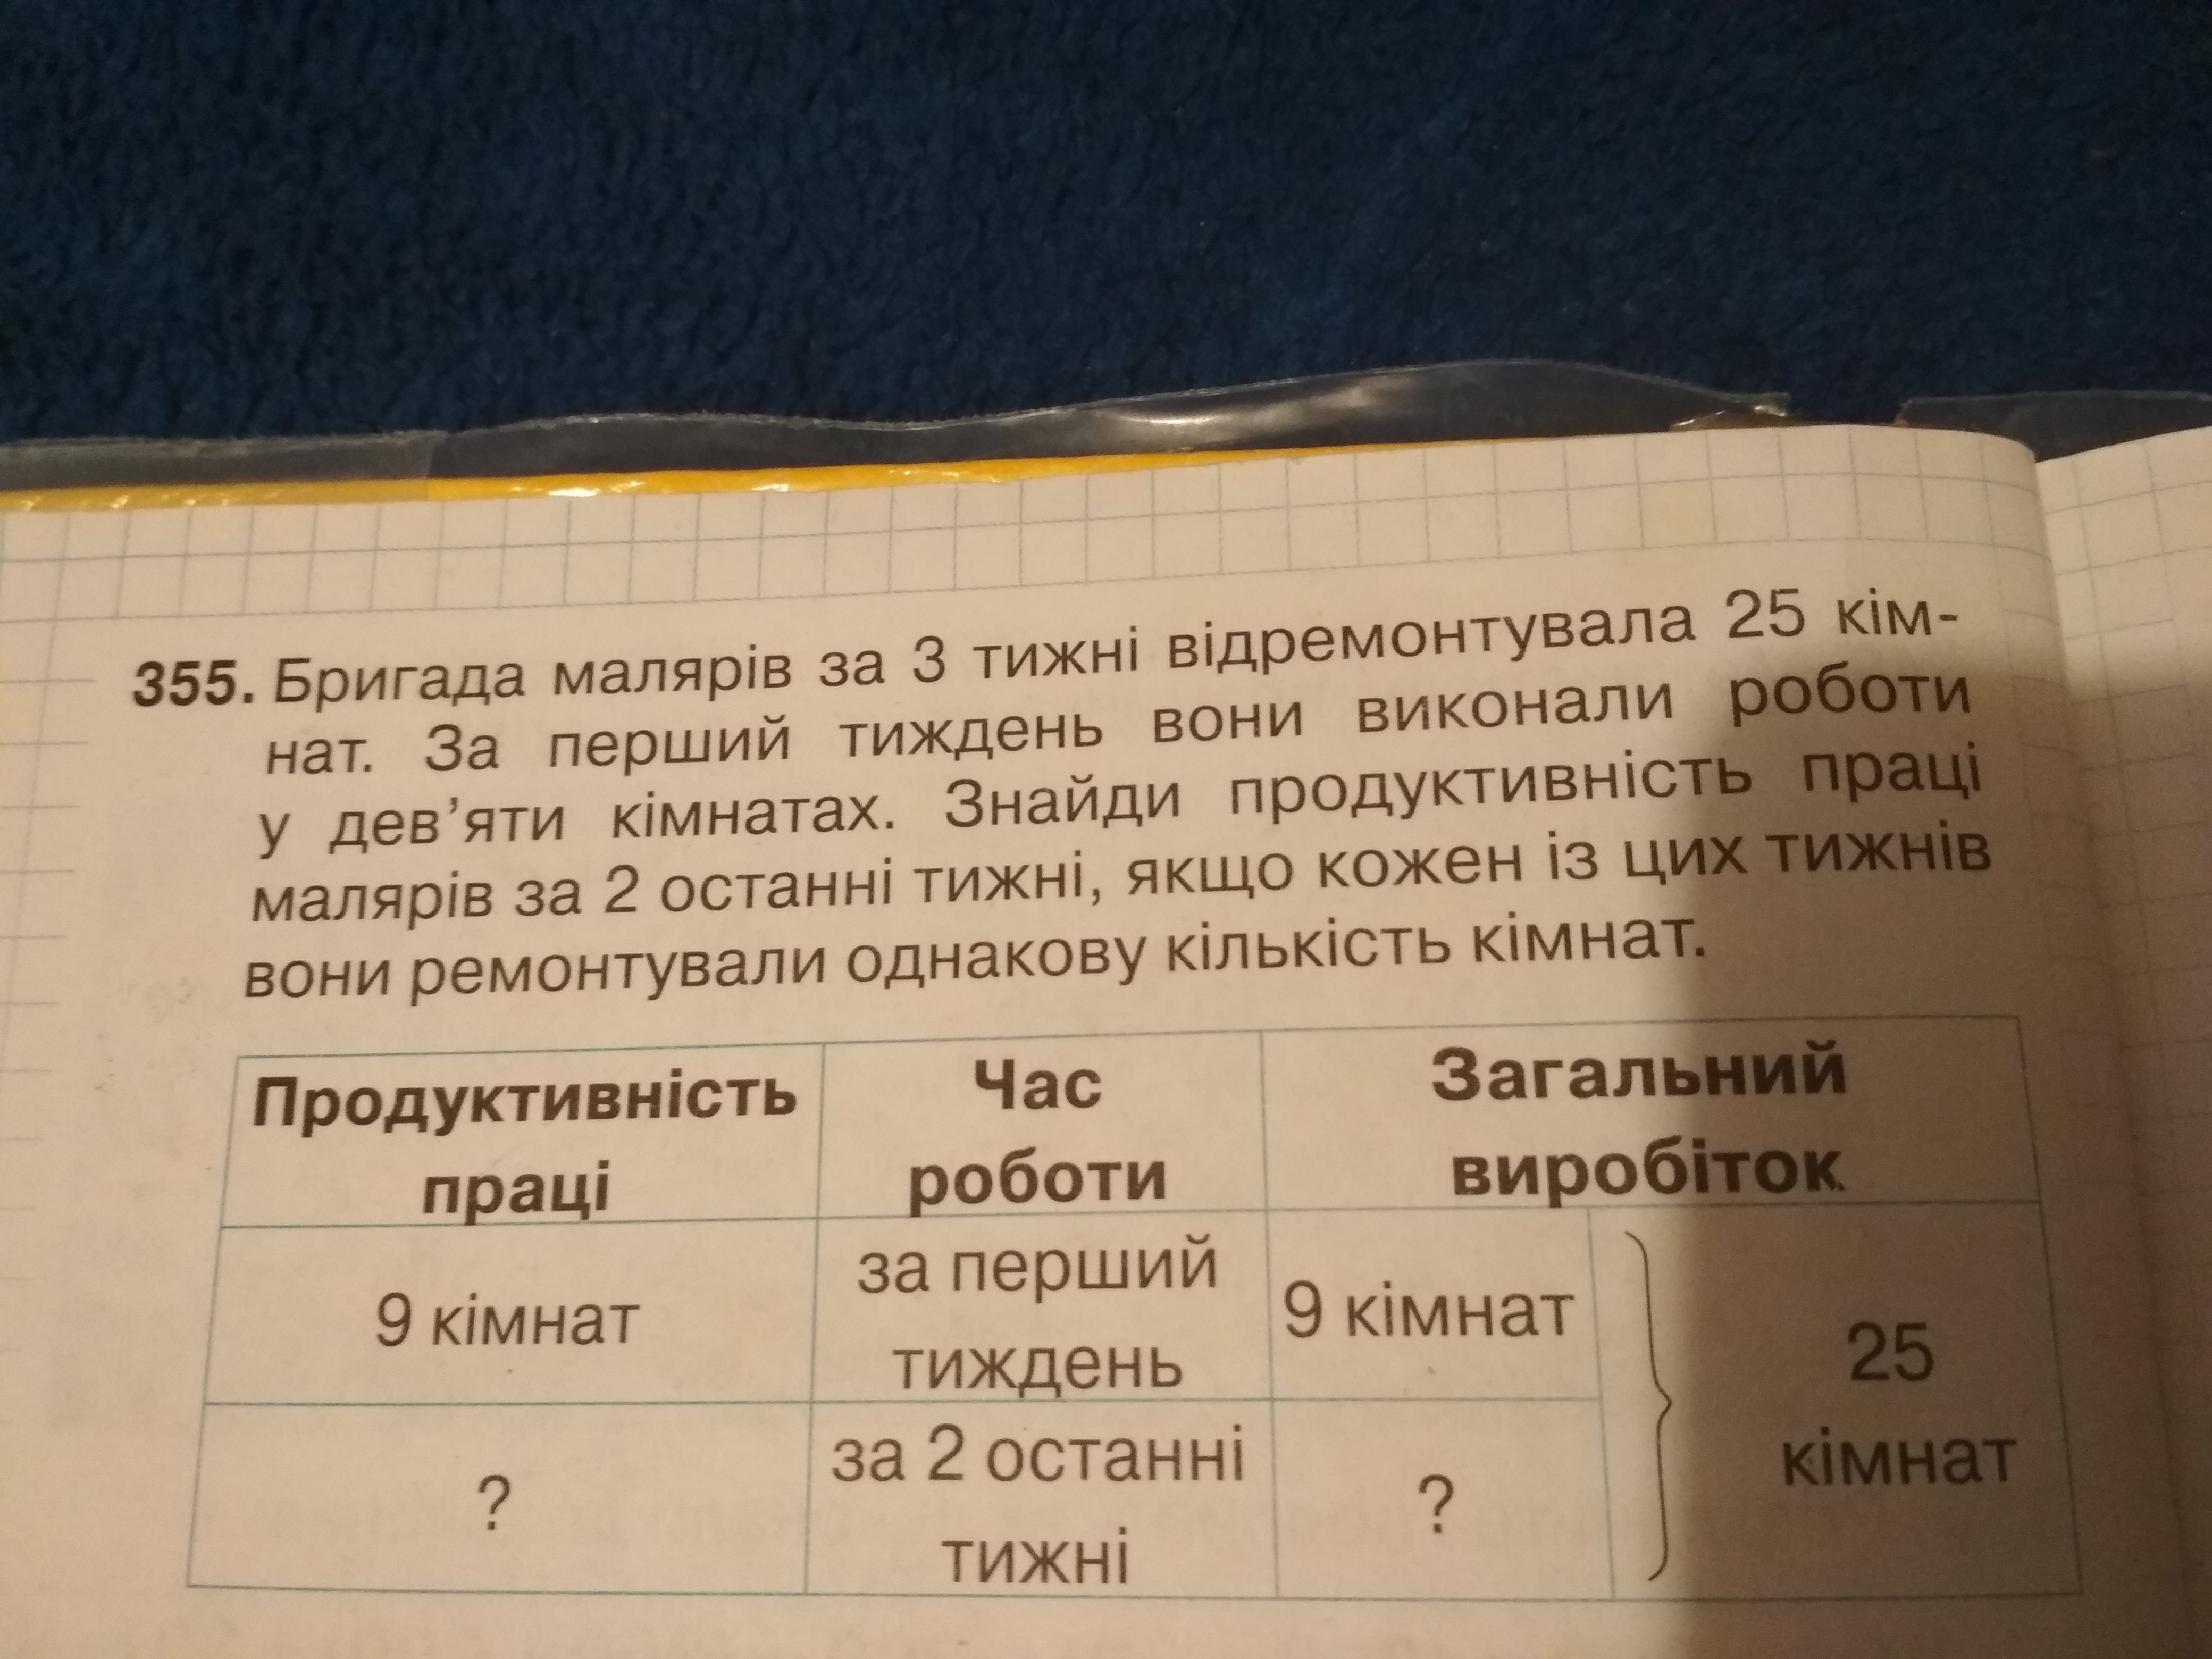 355. Бригада малярів за 3 тижні відремонтувала 25 кім-
нат. За перший тиждень вони виконали роботи
у дев’яти кімнатах. Знайди продуктивність праці
малярів за 2 останні тижні, якщо кожен із цих тижнів
вони ремонтували однакову кількість кімнат.
Продуктивність
праці
Час
роботи
Загальний
виробіток
9 кімнат
за перший
тиждень
9 кімнат
?
за 2 останні
тижні
?
25
кімнат